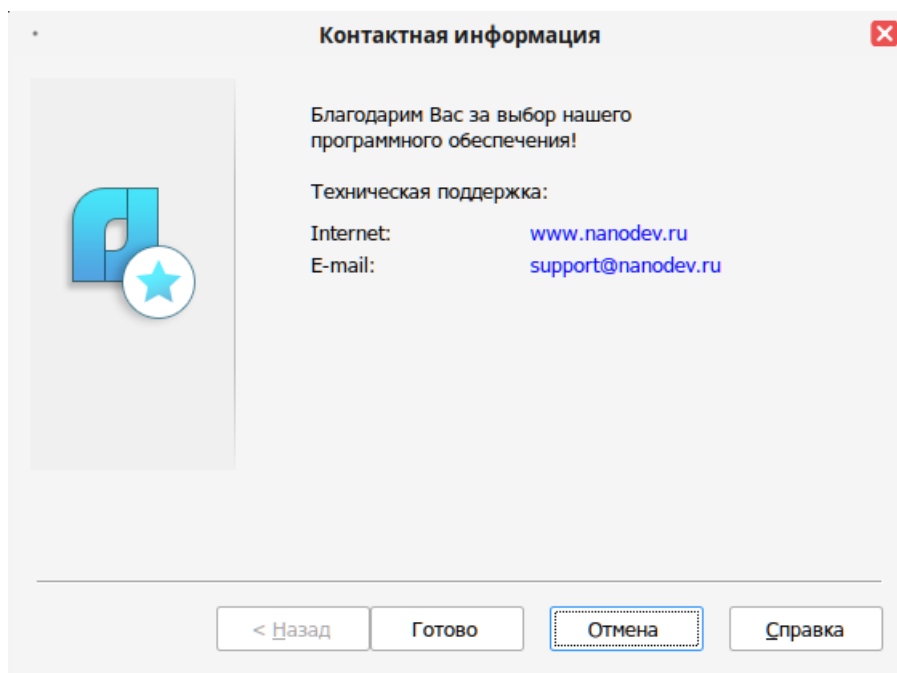 Контактная информация
Благодарим Вас за выбор нашего
программного обеспечения!
Техническая поддержка:
Internet: www.nanodev.ru
E-mail: support@nanodev.ru
< Назад Готово Отмена Справка